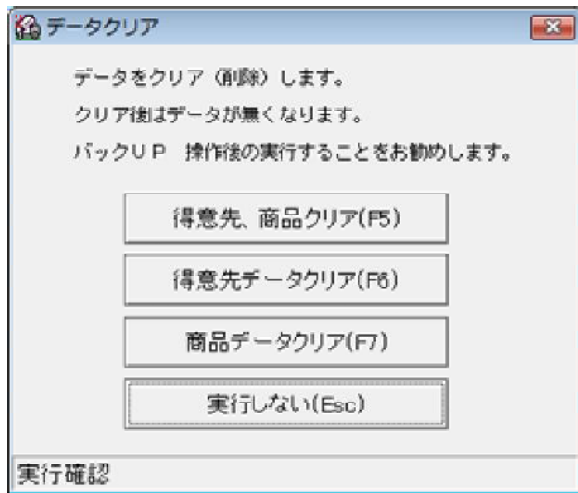 データクリア
データをクリア（削除）します。
クリア後はデータが無くなります。
バックＵＰ　操作後の実行することをお勧めします。
得意先、商品クリア(F5)
得意先データクリア(F6)
商品データクリア(F7)
実行しない(Esc)
実行確認